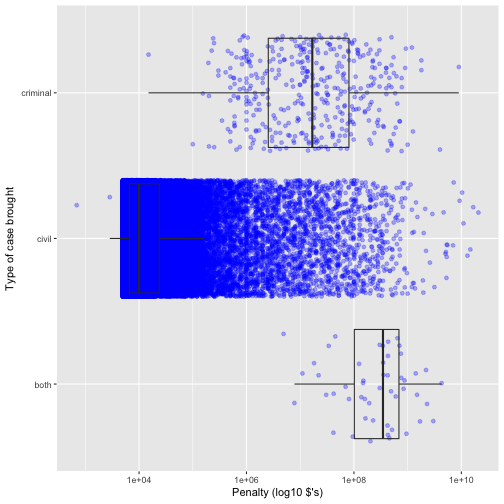 criminal
civil
both
Type of case brought
1e+04 1e+06 1e+08 1e+10
Penalty (log10 $'s)